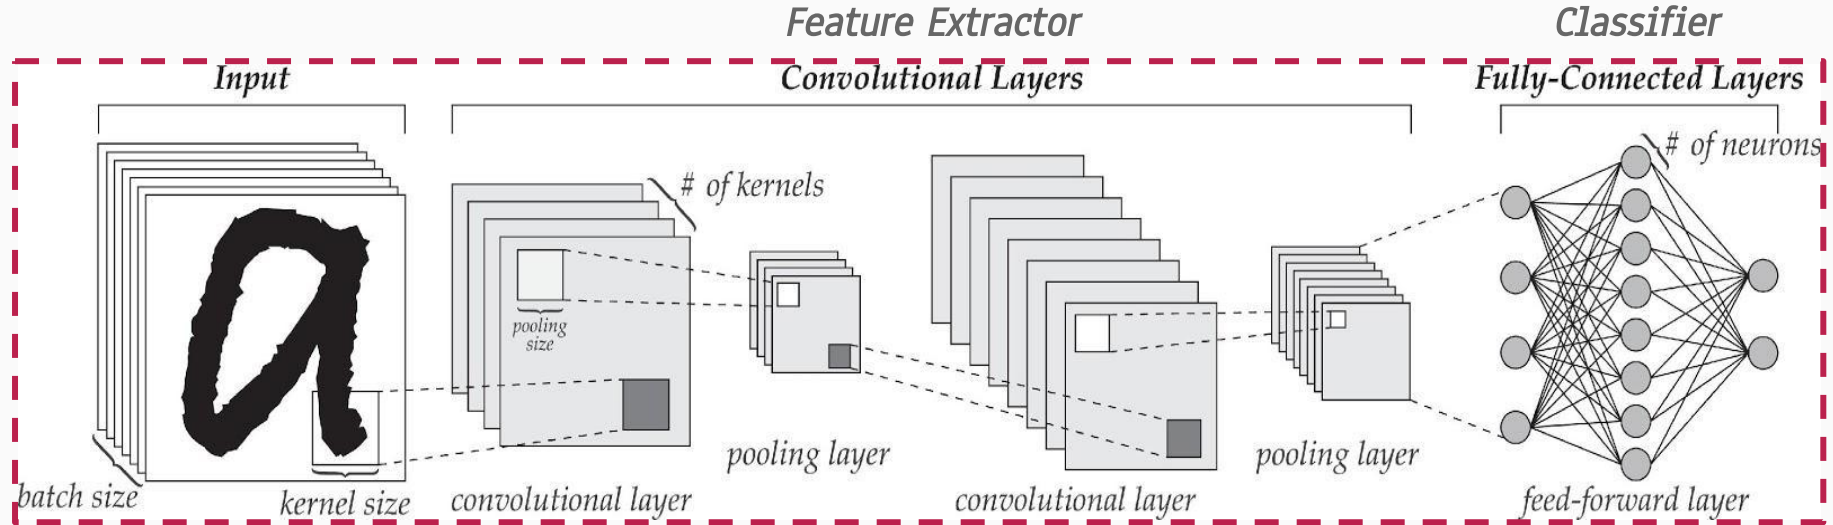 Feature Extractor
Classifier
Input
Convolutional Layers
Fully-Connected Layers
# of neurons
# of kernels
pooling
size
pooling layer
pooling layer
batch size
kernel size
convolutional layer
convolutional layer
feed-forward layer